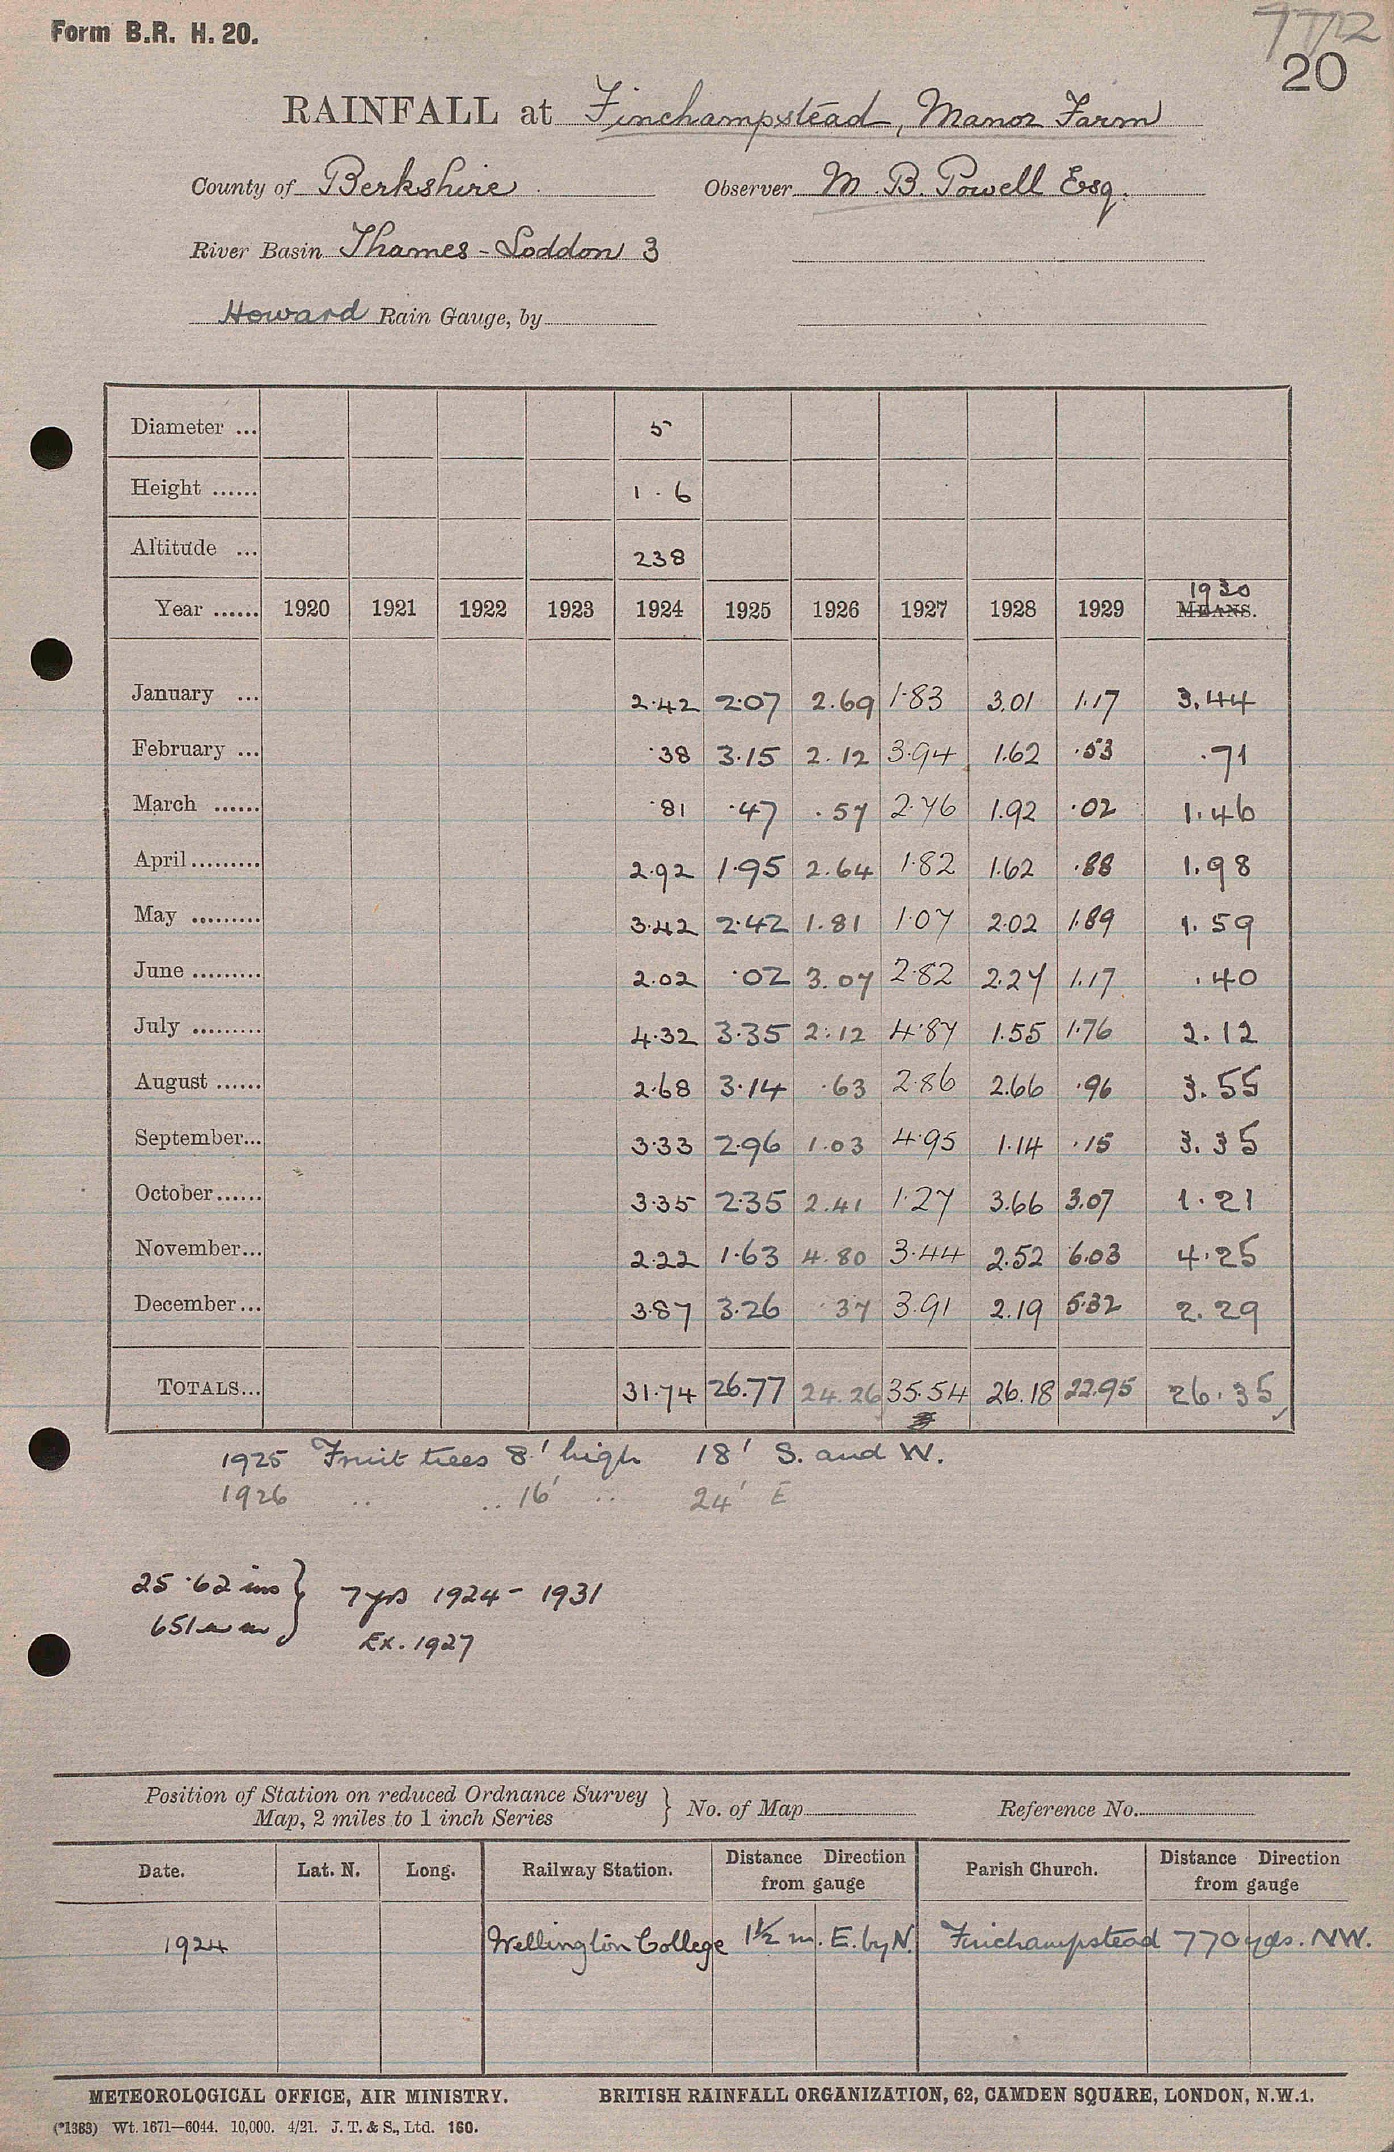 Form B.R. H. 20.
7712
20
RAINFALL at Finchampstead, Manor Farm
County of Berkshire Observer M. B. Powell Esq.
River Basin Thames - Loddon 3
Howard Rain Gauge, by
Diameter ... 5
Height ...... 1 . 6
Altitude ... 238
1930
Year ...... 1920 1921 1922 1923 1924 1925 1926 1927 1928 1929 MEANS.
January ... 2.42 2.07 2.69 1.83 3.01 1.17 3.44
February ... .38 3.15 2.12 3.94 1.62 .53 .71
March ...... .81 .47 .57 2.76 1.92 .02 1.46
April ......... 2.92 1.95 2.64 1.82 1.62 .88 1.98
May ......... 3.42 2.42 1.81 1.07 2.02 1.89 1.59
June ......... 2.02 .02 3.07 2.82 2.27 1.17 .40
July ......... 4.32 3.35 2.12 4.87 1.55 1.76 2.12
August ...... 2.68 3.14 .63 2.86 2.66 .96 3.55
September... 3.33 2.96 1.03 4.95 1.14 .15 3.35
October...... 3.35 2.35 2.41 1.27 3.66 3.07 1.21
November... 2.22 1.63 4.80 3.44 2.52 6.03 4.25
December... 3.87 3.26 .37 3.91 2.19 5.32 2.29
TOTALS... 31.74 26.77 24.26 35.54 26.18 22.95 26.35
1925 Fruit trees 8' high 18' S. and W.
1926 .. .. 16' .. 24' E
25.62 ins } 7 yrs 1924 - 1931
651 mm Ex. 1927
Position of Station on reduced Ordnance Survey
Map, 2 miles to 1 inch Series } No. of Map Reference No.
Date. Lat. N. Long. Railway Station. Distance Direction from gauge Parish Church. Distance Direction from gauge
1924 Wellington College 1½ m. E. by N. Finchampstead 770 yds. NW.
METEOROLOGICAL OFFICE, AIR MINISTRY. BRITISH RAINFALL ORGANIZATION, 62, CAMDEN SQUARE, LONDON, N.W.1.
(*1383) Wt. 1671—6044. 10,000. 4/21. J. T. & S., Ltd. 160.